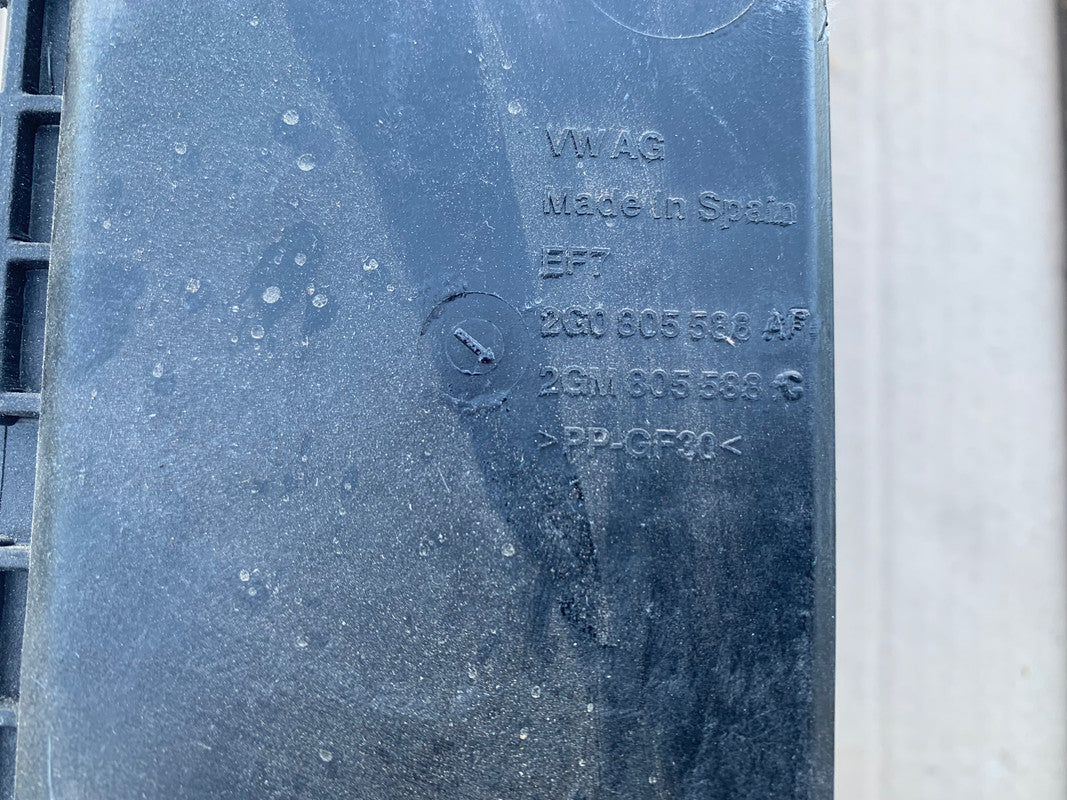 VW AG
Made in Spain
EF7
2G0 805 588 AF
2GM 805 588 C
>PP-GF30<